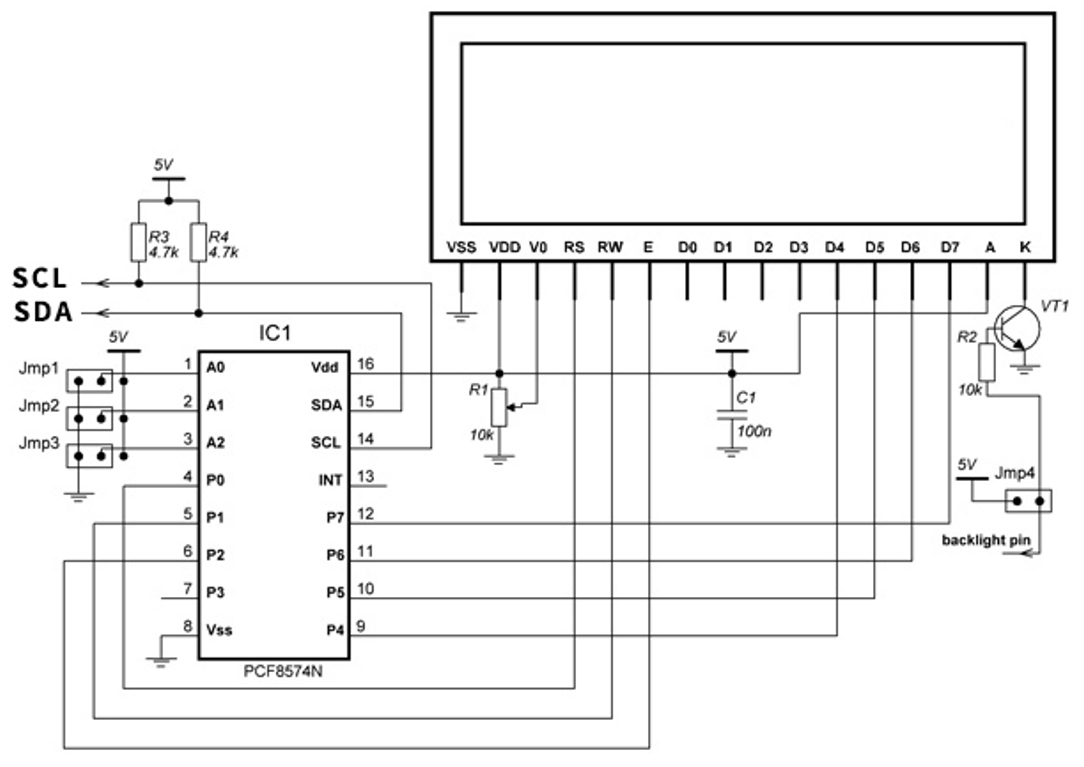 5V
R3
4.7k
R4
4.7k
SCL
SDA
VSS VDD V0 RS RW E D0 D1 D2 D3 D4 D5 D6 D7 A K
VT1
R2
10k
5V
Jmp4
backlight pin
5V
C1
100n
R1
10k
5V
Jmp1
Jmp2
Jmp3
IC1
1 A0 Vdd 16
2 A1 SDA 15
3 A2 SCL 14
4 P0 INT 13
5 P1 P7 12
6 P2 P6 11
7 P3 P5 10
8 Vss P4 9
PCF8574N